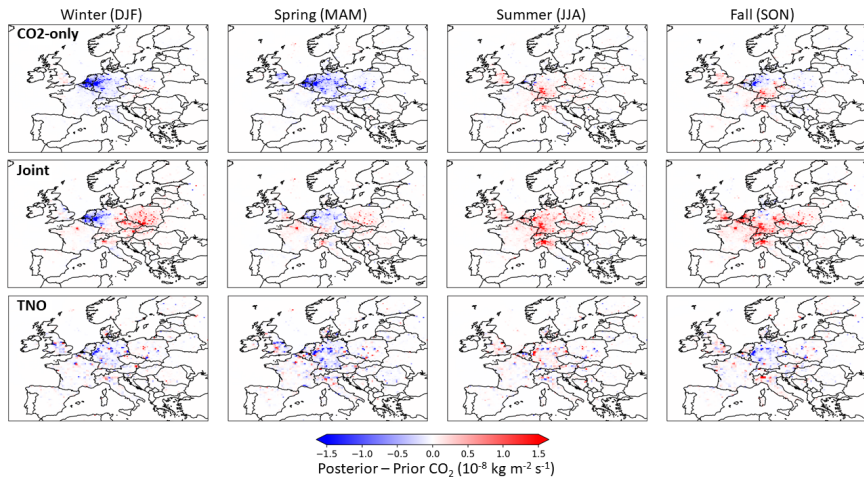 Winter (DJF) Spring (MAM) Summer (JJA) Fall (SON)
CO2-only
Joint
TNO
−1.5 −1.0 −0.5 0.0 0.5 1.0 1.5
Posterior – Prior CO₂ (10⁻⁸ kg m⁻² s⁻¹)